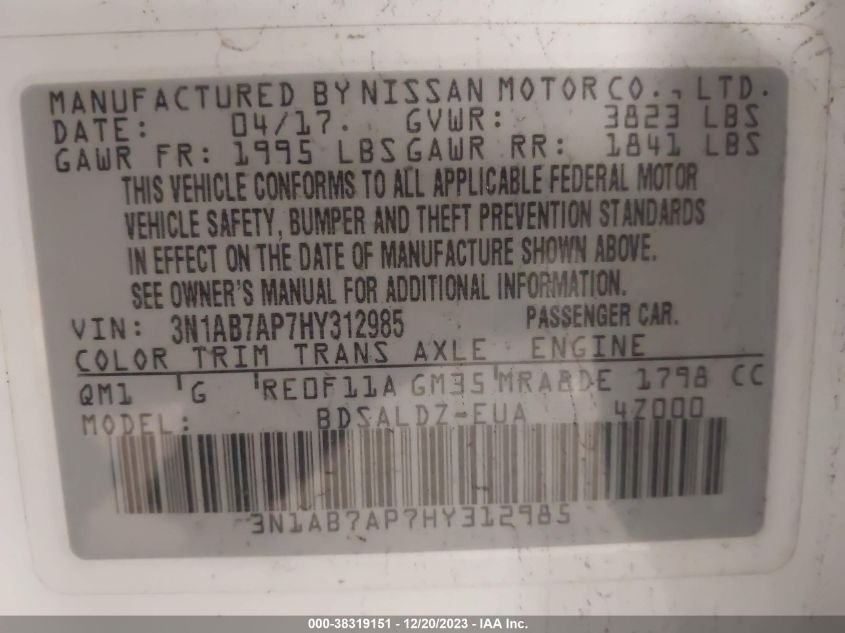 MANUFACTURED BY NISSAN MOTOR CO., LTD.
DATE: 04/17. GVWR: 3823 LBS
GAWR FR: 1995 LBS GAWR RR: 1841 LBS
THIS VEHICLE CONFORMS TO ALL APPLICABLE FEDERAL MOTOR
VEHICLE SAFETY, BUMPER AND THEFT PREVENTION STANDARDS
IN EFFECT ON THE DATE OF MANUFACTURE SHOWN ABOVE.
SEE OWNER'S MANUAL FOR ADDITIONAL INFORMATION.
VIN: 3N1AB7AP7HY312985 PASSENGER CAR.
COLOR TRIM TRANS AXLE ENGINE
QM1 G RE0F11A GM35 MRA8DE 1798 CC
MODEL: BDSALDZ-EUA 4Z000
3N1AB7AP7HY312985
000-38319151 - 12/20/2023 - IAA Inc.